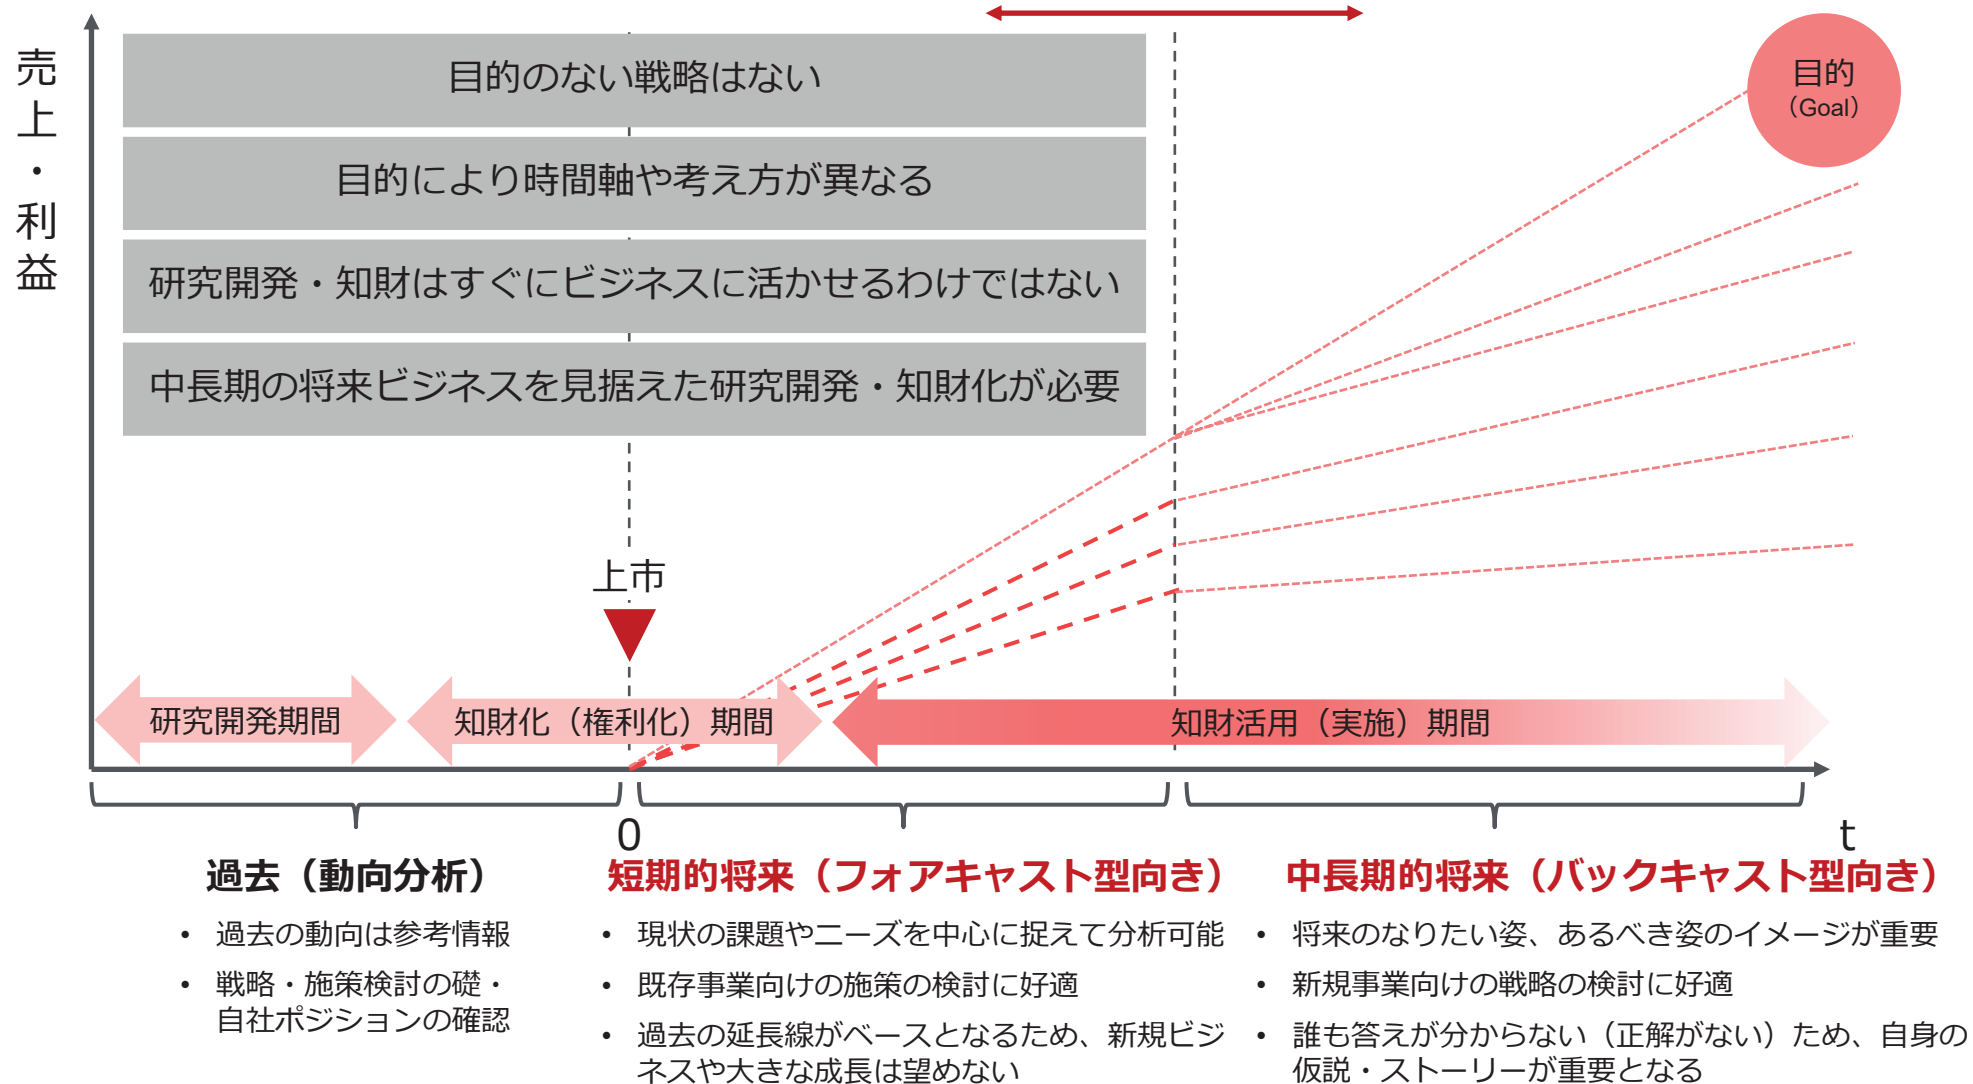 売上・利益
目的のない戦略はない
目的により時間軸や考え方が異なる
研究開発・知財はすぐにビジネスに活かせるわけではない
中長期の将来ビジネスを見据えた研究開発・知財化が必要
目的
（Goal）
上市
研究開発期間
知財化（権利化）期間
知財活用（実施）期間
0
t
過去（動向分析）
• 過去の動向は参考情報
• 戦略・施策検討の礎・
自社ポジションの確認
短期的将来（フォアキャスト型向き）
• 現状の課題やニーズを中心に捉えて分析可能
• 既存事業向けの施策の検討に好適
• 過去の延長線がベースとなるため、新規ビジ
ネスや大きな成長は望めない
中長期的将来（バックキャスト型向き）
• 将来のなりたい姿、あるべき姿のイメージが重要
• 新規事業向けの戦略の検討に好適
• 誰も答えが分からない（正解がない）ため、自身の
仮説・ストーリーが重要となる